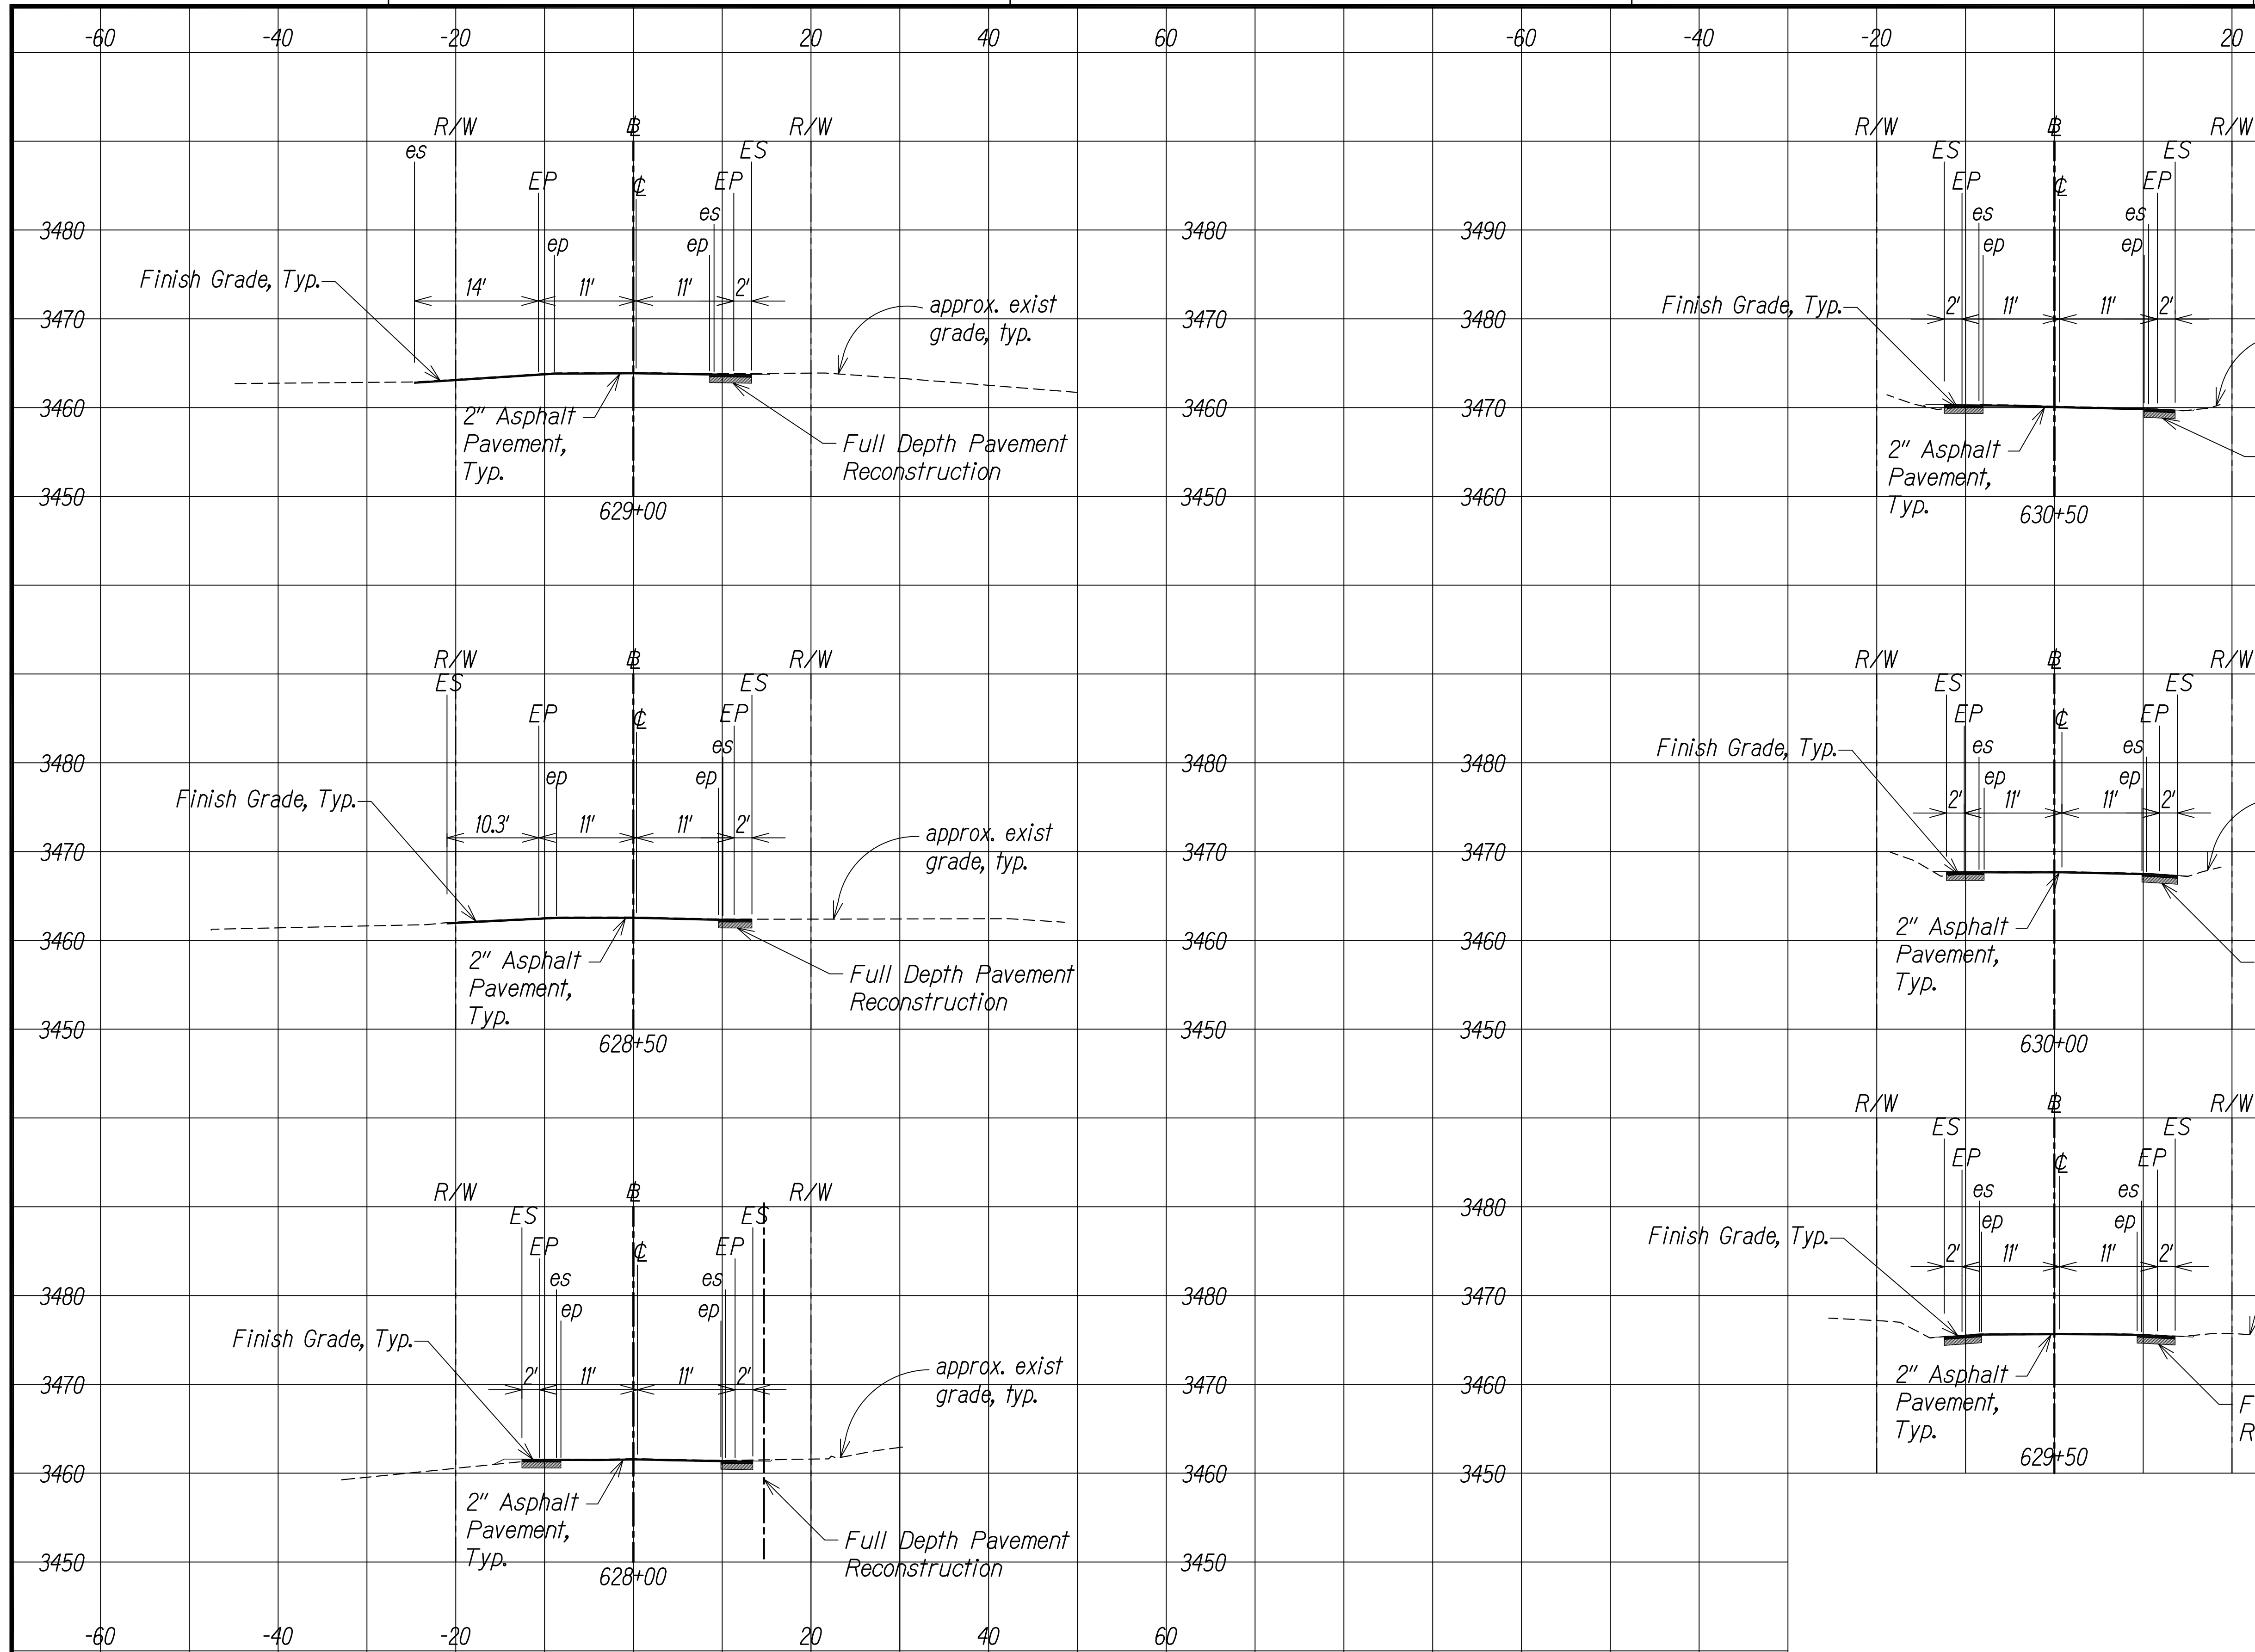 -60 -40 -20 20 40 60 -60 -40 -20 20
R/W ⅊ R/W
es ES
EP ℄ EP
es
3480 3480
ep ep
Finish Grade, Typ.
14' 11' 11' 2'
approx. exist
grade, typ.
3470 3470
3460 3460
2" Asphalt
Pavement,
Typ.
Full Depth Pavement
Reconstruction
3450 3450
629+00
R/W ⅊ R/W
ES ES
EP ℄ EP
es
3480 3480
ep ep
Finish Grade, Typ.
10.3' 11' 11' 2'
approx. exist
grade, typ.
3470 3470
3460 3460
2" Asphalt
Pavement,
Typ.
Full Depth Pavement
Reconstruction
3450 3450
628+50
R/W ⅊ R/W
ES ES
EP ℄ EP
es es
3480 3480
ep ep
Finish Grade, Typ.
2' 11' 11' 2'
approx. exist
grade, typ.
3470 3470
3460 3460
2" Asphalt
Pavement,
Typ.
Full Depth Pavement
Reconstruction
3450 3450
628+00
-60 -40 -20 20 40 60
R/W ⅊ R/W
ES ES
EP ℄ EP
es es
3490
ep ep
Finish Grade, Typ.
2' 11' 11' 2'
3480
3470
2" Asphalt
Pavement,
Typ.
3460
630+50
R/W ⅊ R/W
ES ES
EP ℄ EP
es es
3480
Finish Grade, Typ.
ep ep
2' 11' 11' 2'
3470
3460
2" Asphalt
Pavement,
Typ.
3450
630+00
R/W ⅊ R/W
ES ES
EP ℄ EP
es es
3480
ep ep
Finish Grade, Typ.
2' 11' 11' 2'
3470
3460
2" Asphalt
Pavement,
Typ.
F
R
3450
629+50